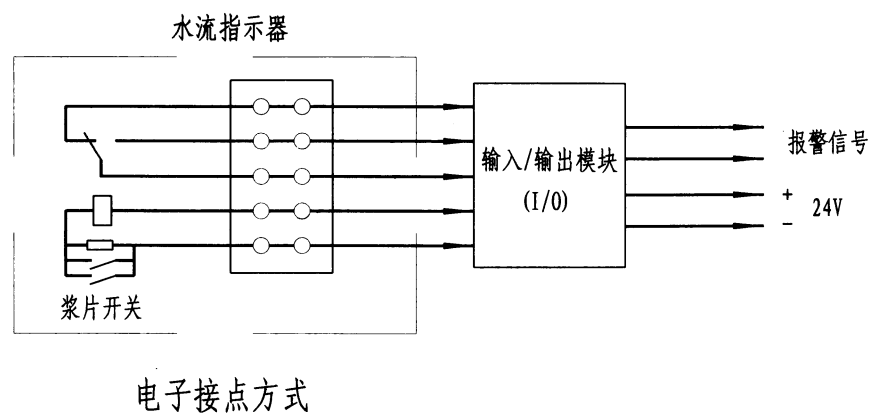 水流指示器
输入/输出模块
(I/O)
报警信号
+
24V
-
浆片开关
电子接点方式